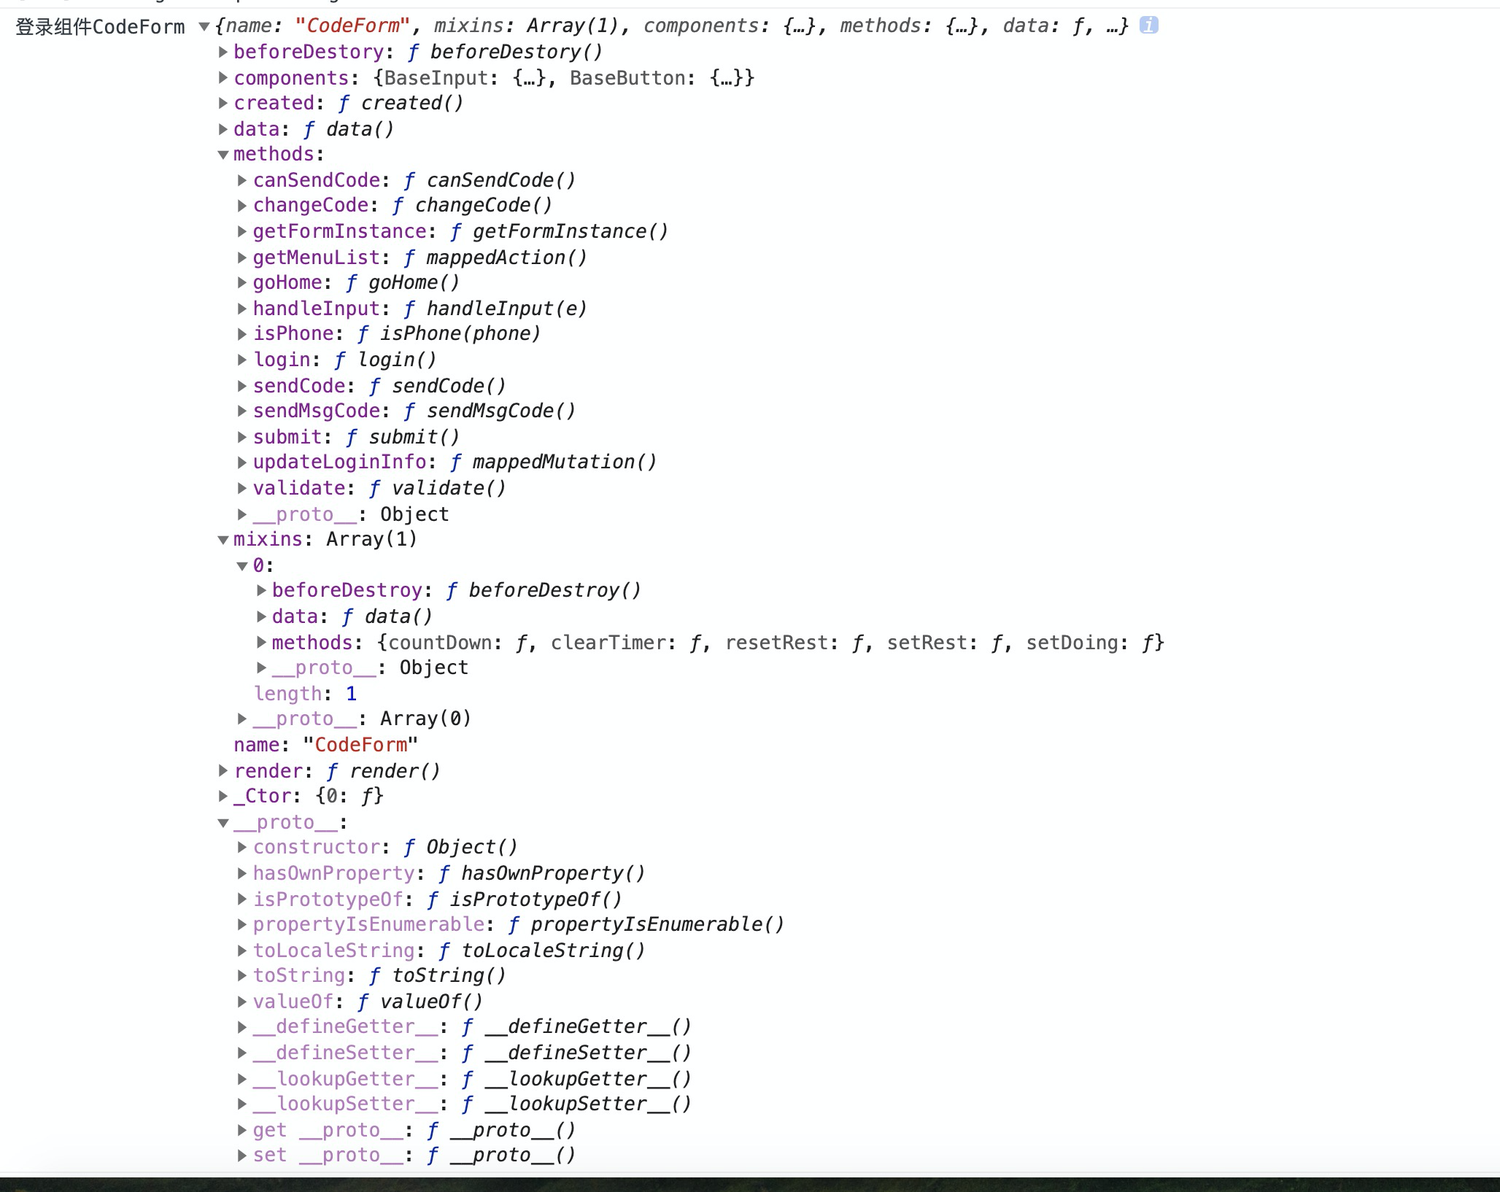 登录组件CodeForm ▼{name: "CodeForm", mixins: Array(1), components: {…}, methods: {…}, data: ƒ, …} i
▶beforeDestory: ƒ beforeDestory()
▶components: {BaseInput: {…}, BaseButton: {…}}
▶created: ƒ created()
▶data: ƒ data()
▼methods:
▶canSendCode: ƒ canSendCode()
▶changeCode: ƒ changeCode()
▶getFormInstance: ƒ getFormInstance()
▶getMenuList: ƒ mappedAction()
▶goHome: ƒ goHome()
▶handleInput: ƒ handleInput(e)
▶isPhone: ƒ isPhone(phone)
▶login: ƒ login()
▶sendCode: ƒ sendCode()
▶sendMsgCode: ƒ sendMsgCode()
▶submit: ƒ submit()
▶updateLoginInfo: ƒ mappedMutation()
▶validate: ƒ validate()
▶__proto__: Object
▼mixins: Array(1)
▼0:
▶beforeDestroy: ƒ beforeDestroy()
▶data: ƒ data()
▶methods: {countDown: ƒ, clearTimer: ƒ, resetRest: ƒ, setRest: ƒ, setDoing: ƒ}
▶__proto__: Object
length: 1
▶__proto__: Array(0)
name: "CodeForm"
▶render: ƒ render()
▶_Ctor: {0: ƒ}
▼__proto__:
▶constructor: ƒ Object()
▶hasOwnProperty: ƒ hasOwnProperty()
▶isPrototypeOf: ƒ isPrototypeOf()
▶propertyIsEnumerable: ƒ propertyIsEnumerable()
▶toLocaleString: ƒ toLocaleString()
▶toString: ƒ toString()
▶valueOf: ƒ valueOf()
▶__defineGetter__: ƒ __defineGetter__()
▶__defineSetter__: ƒ __defineSetter__()
▶__lookupGetter__: ƒ __lookupGetter__()
▶__lookupSetter__: ƒ __lookupSetter__()
▶get __proto__: ƒ __proto__()
▶set __proto__: ƒ __proto__()